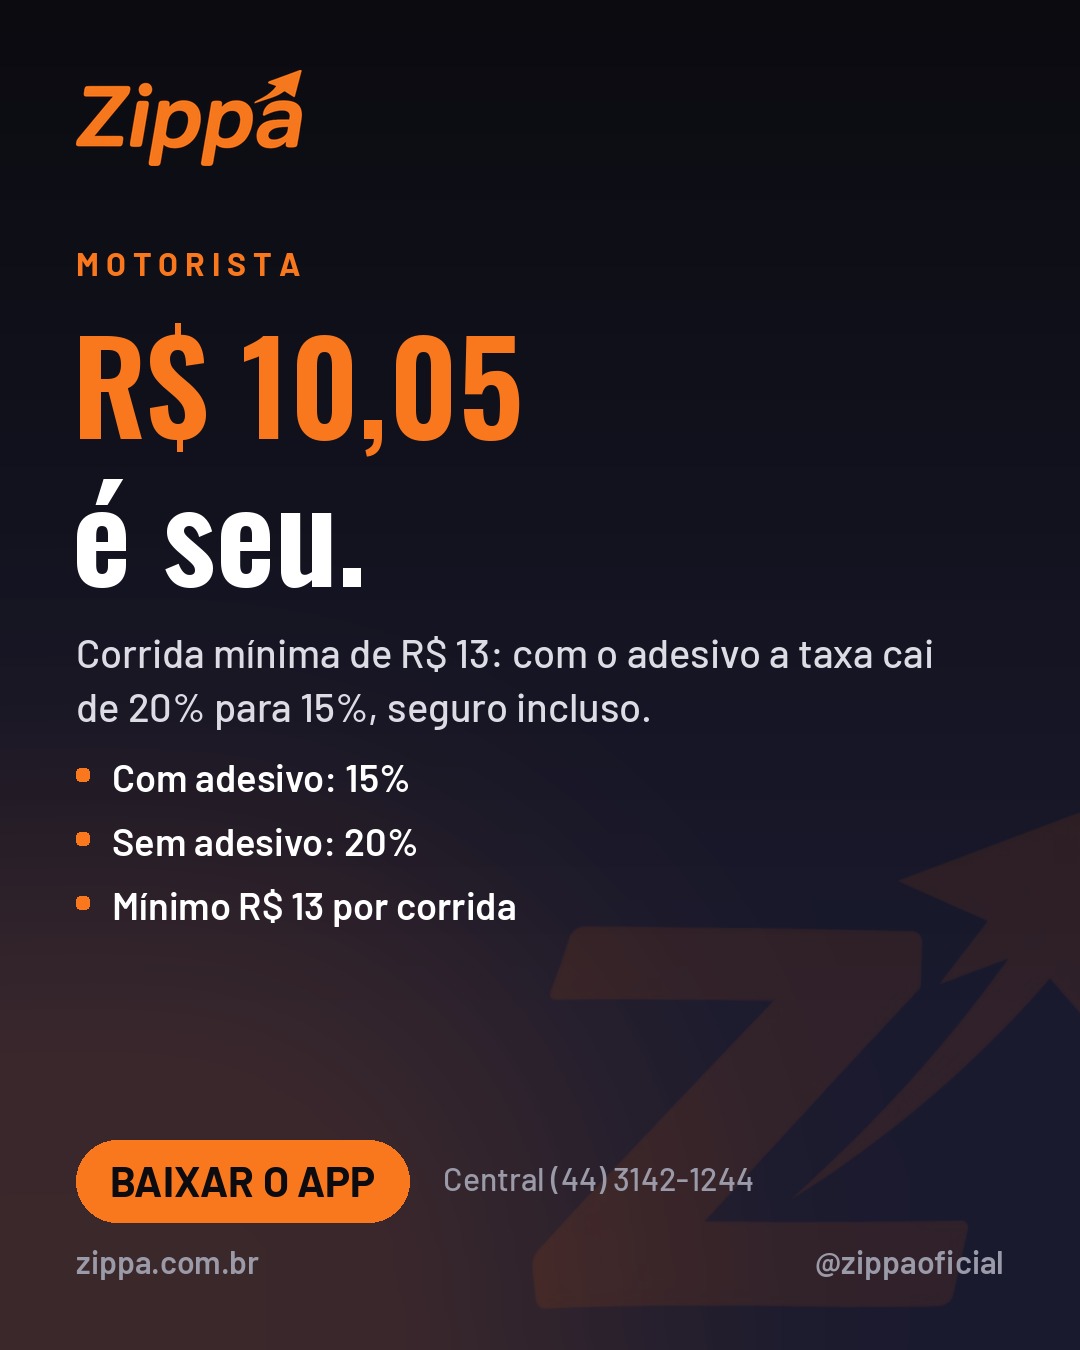 Zippá
MOTORISTA
R$ 10,05
é seu.
Corrida mínima de R$ 13: com o adesivo a taxa cai
de 20% para 15%, seguro incluso.
Com adesivo: 15%
Sem adesivo: 20%
Mínimo R$ 13 por corrida
BAIXAR O APP
Central (44) 3142-1244
zippa.com.br
@zippaoficial